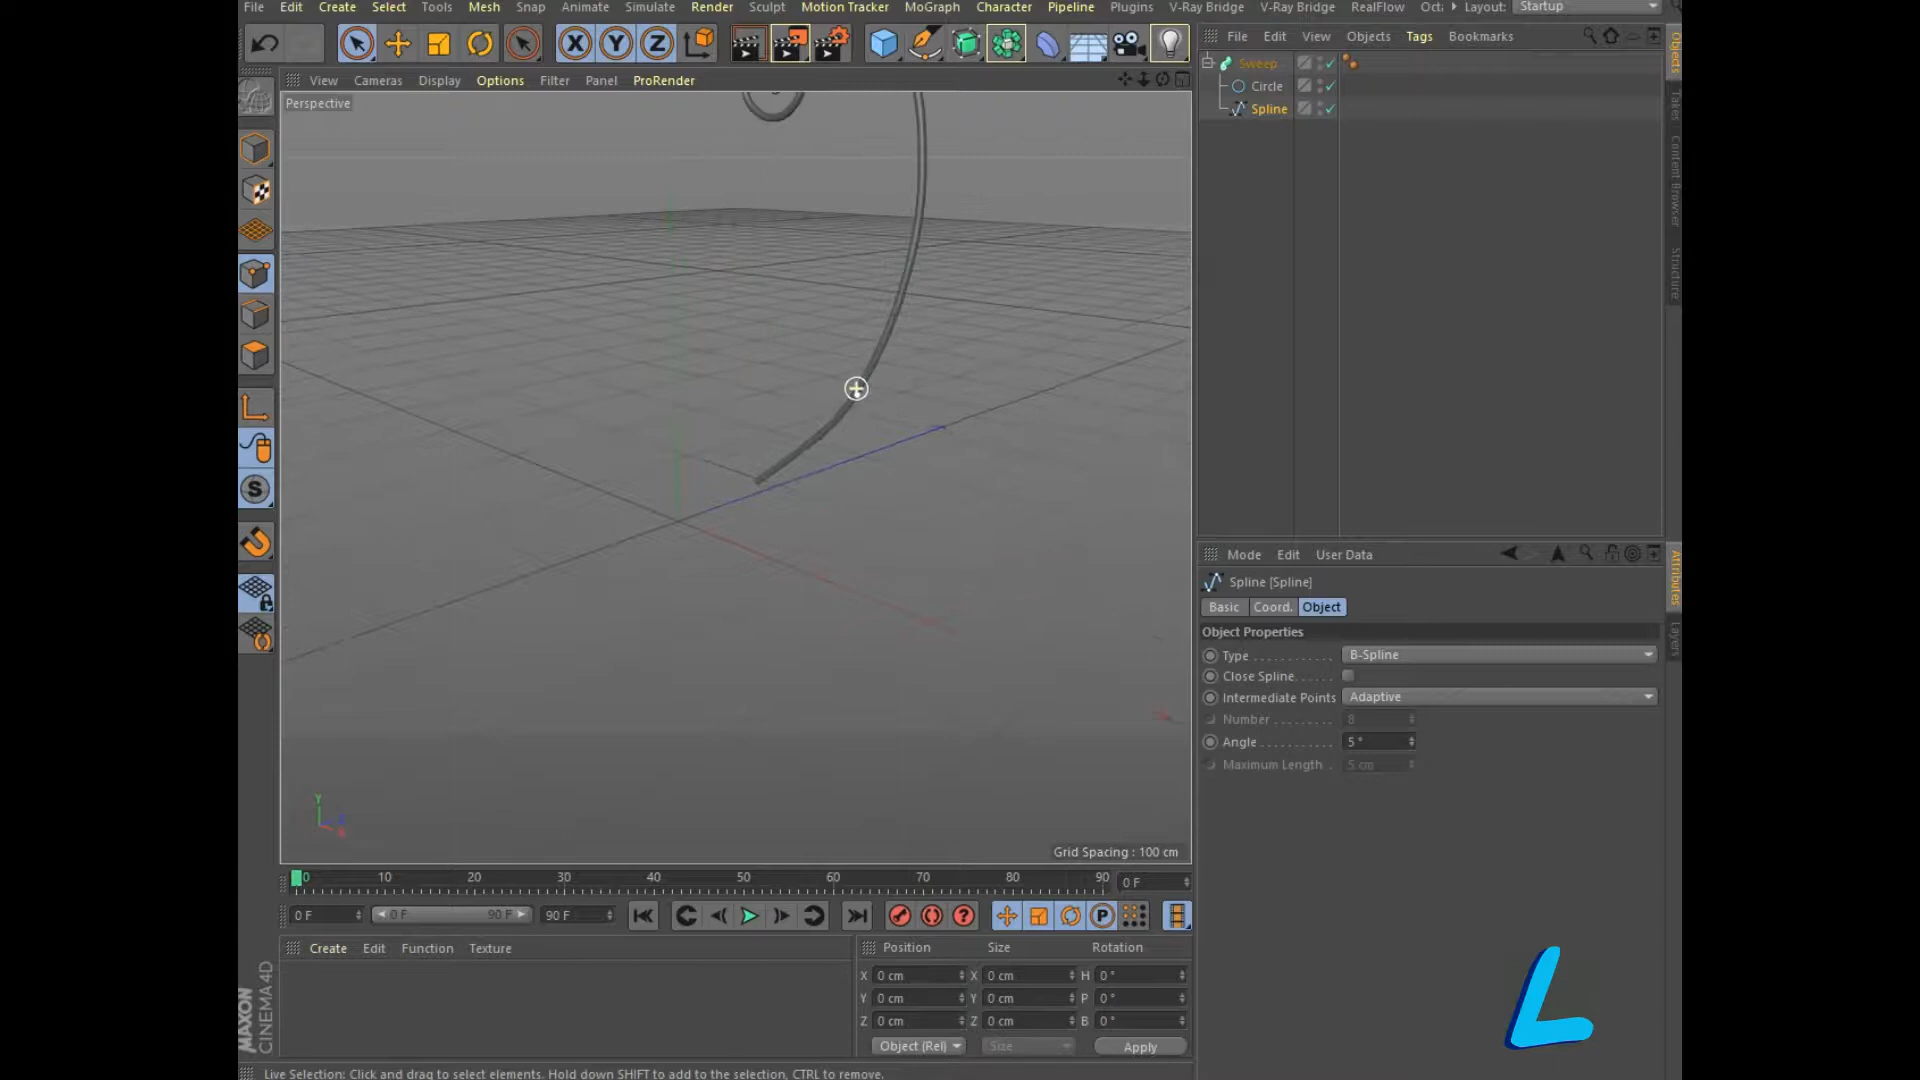 File Edit Create Select Tools Mesh Snap Animate Simulate Render Sculpt Motion Tracker MoGraph Character Pipeline Plugins V-Ray Bridge V-Ray Bridge RealFlow Layout: Startup
X Y Z
File Edit View Objects Tags Bookmarks
View Cameras Display Options Filter Panel ProRender
Perspective
Sweep
Circle
Spline
Objects
Takes
Content Browser
Structure
Mode Edit User Data
Spline [Spline]
Basic Coord. Object
Object Properties
Type B-Spline
Close Spline
Intermediate Points Adaptive
Number 8
Angle 5 °
Maximum Length 5 cm
Attributes
Layers
S
Y
Grid Spacing : 100 cm
0 10 20 30 40 50 60 70 80 90 0 F
0 F 0 F 90 F 90 F
P
Create Edit Function Texture
Position Size Rotation
X 0 cm X 0 cm H 0 °
Y 0 cm Y 0 cm P 0 °
Z 0 cm Z 0 cm B 0 °
Object (Rel) Size Apply
MAXON
CINEMA 4D
Live Selection: Click and drag to select elements. Hold down SHIFT to add to the selection, CTRL to remove.
L